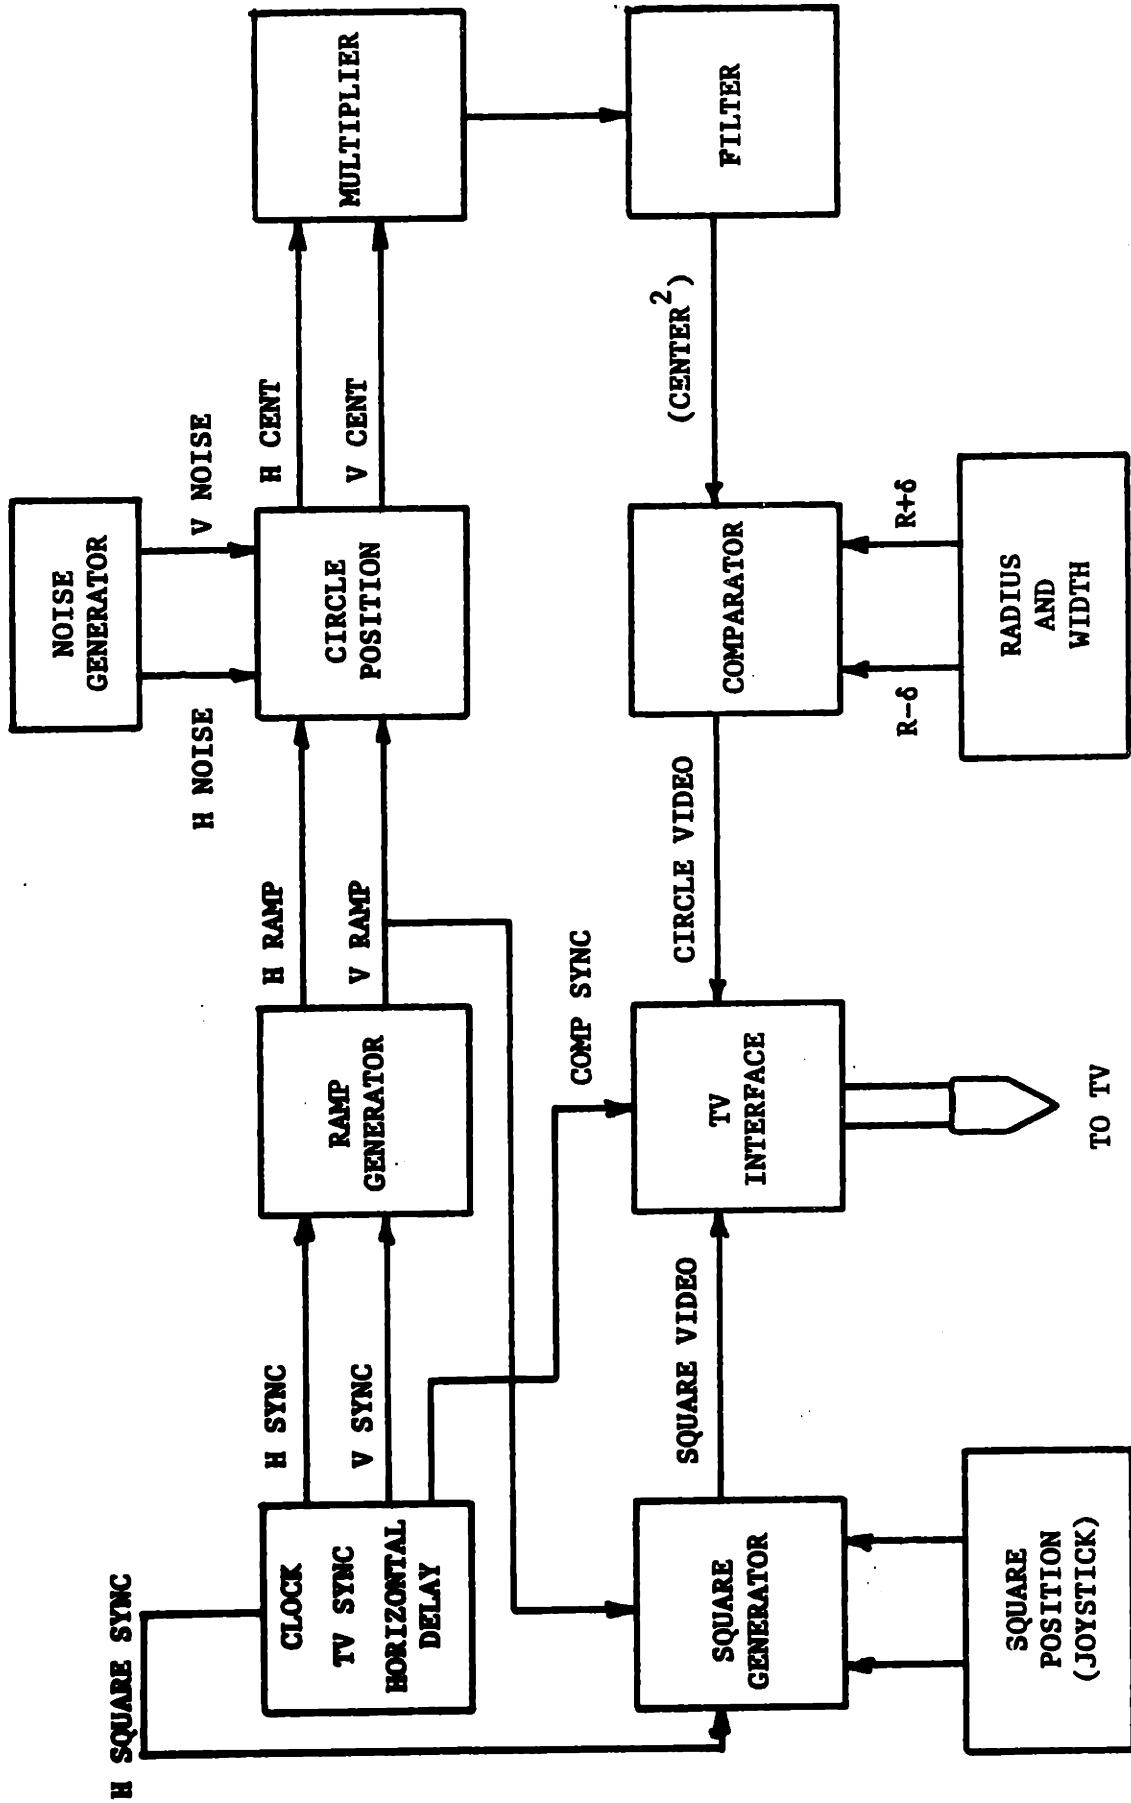 H SQUARE SYNC
CLOCK
TV SYNC
HORIZONTAL
DELAY
H SYNC
V SYNC
RAMP
GENERATOR
H RAMP
V RAMP
NOISE
GENERATOR
H NOISE
V NOISE
CIRCLE
POSITION
H CENT
V CENT
MULTIPLIER
FILTER
(CENTER²)
COMPARATOR
R-δ
R+δ
RADIUS
AND
WIDTH
CIRCLE VIDEO
COMP SYNC
TV
INTERFACE
TO TV
SQUARE VIDEO
SQUARE
GENERATOR
SQUARE
POSITION
(JOYSTICK)